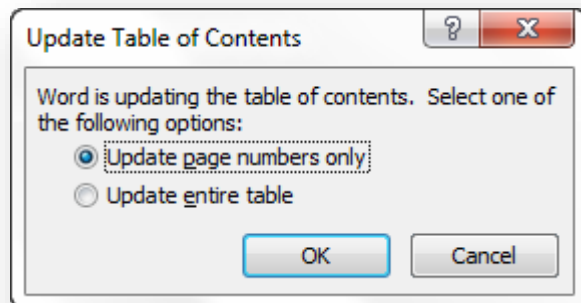 Update Table of Contents
Word is updating the table of contents.  Select one of
the following options:
Update page numbers only
Update entire table
OK
Cancel